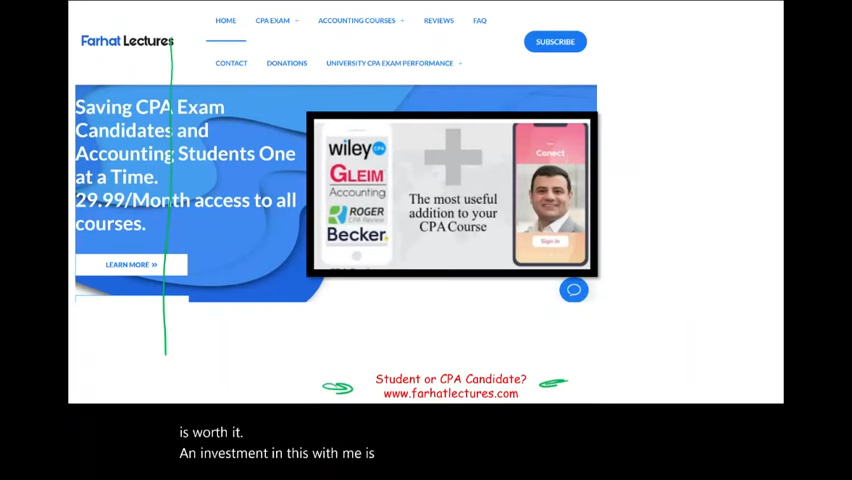 HOME
CPA EXAM
ACCOUNTING COURSES
REVIEWS
FAQ
Farhat Lectures
SUBSCRIBE
CONTACT
DONATIONS
UNIVERSITY CPA EXAM PERFORMANCE
Saving CPA Exam
Candidates and
Accounting Students One
at a Time.
29.99/Month access to all
courses.
LEARN MORE »
wiley CPA
GLEIM
Accounting
ROGER
CPA Review
Becker
The most useful
addition to your
CPA Course
Conect
Sign in
Student or CPA Candidate?
www.farhatlectures.com
is worth it.
An investment in this with me is